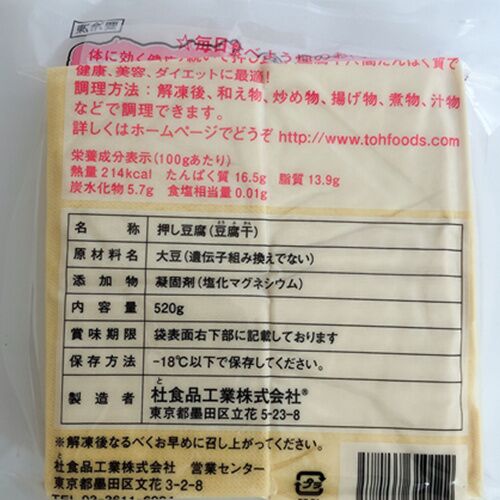 東京豊
☆毎日食べよう
健康、美容、ダイエットに最適!
調理方法:解凍後、和え物、炒め物、揚げ物、煮物、汁物
などで調理できます。
詳しくはホームページでどうぞ http://www.tohfoods.com
栄養成分表示(100gあたり)
熱量 214kcal たんぱく質 16.5g 脂質 13.9g
炭水化物 5.7g 食塩相当量 0.01g
名称 押し豆腐(豆腐干)
原材料名 大豆(遺伝子組み換えでない)
添加物 凝固剤(塩化マグネシウム)
内容量 520g
賞味期限 袋表面右下部に記載しております
保存方法 -18℃以下で保存してください。
製造者 杜食品工業株式会社®
東京都墨田区立花5-23-8
※解凍後なるべくお早めに召し上がってください。
杜食品工業株式会社 営業センター
東京都墨田区立花3-2-8